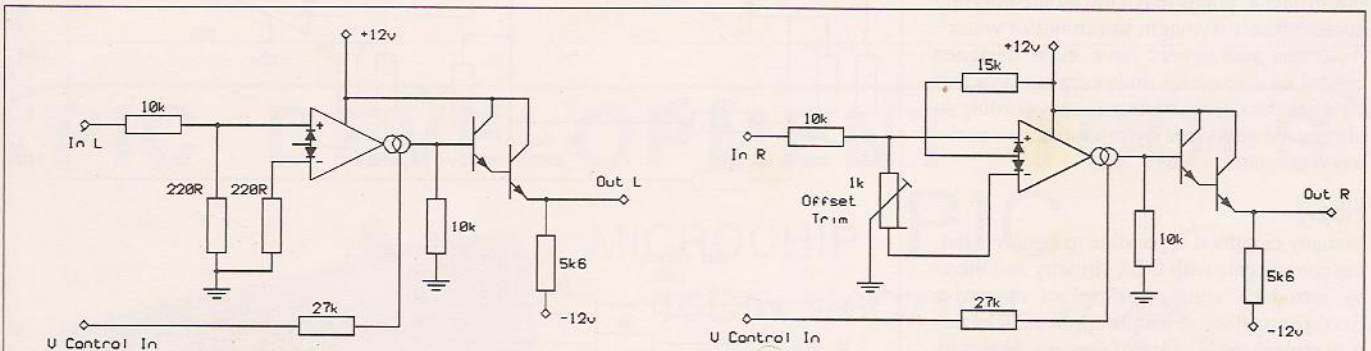 +12v
10k
In L
+
-
220R
220R
10k
Out L
5k6
-12v
27k
V Control In
+12v
15k
10k
In R
+
-
1k
Offset
Trim
10k
Out R
5k6
-12v
27k
V Control In